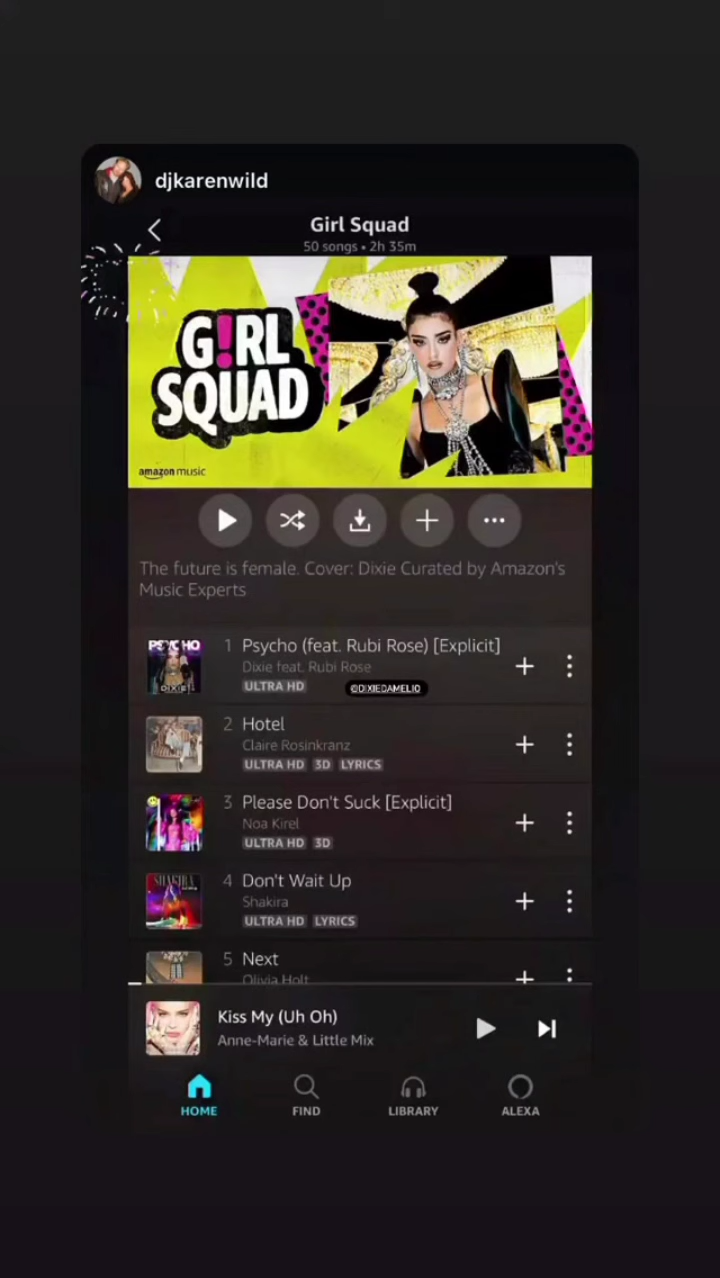 djkarenwild
Girl Squad
50 songs • 2h 35m
G!RL
SQUAD
amazon music
The future is female. Cover: Dixie Curated by Amazon's
Music Experts
PSYCHO
DIXIE
1 Psycho (feat. Rubi Rose) [Explicit]
Dixie feat. Rubi Rose
ULTRA HD
@DIXIEDAMELIO
2 Hotel
Claire Rosinkranz
ULTRA HD 3D LYRICS
3 Please Don't Suck [Explicit]
Noa Kirel
ULTRA HD 3D
SHAKIRA
4 Don't Wait Up
Shakira
ULTRA HD LYRICS
5 Next
Olivia Holt
Kiss My (Uh Oh)
Anne-Marie & Little Mix
HOME FIND LIBRARY ALEXA